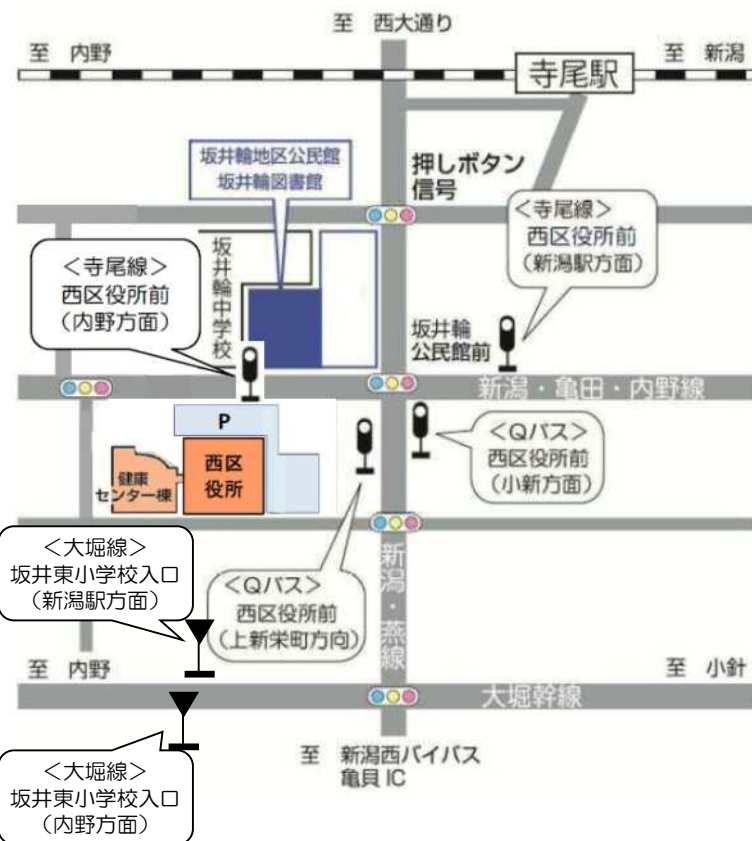 至 西大通り
至 内野
寺尾駅
至 新潟
坂井輪地区公民館
坂井輪図書館
押しボタン
信号
<寺尾線>
西区役所前
(新潟駅方面)
<寺尾線>
西区役所前
(内野方面)
坂井輪中学校
坂井輪
公民館前
新潟・亀田・内野線
P
西区
役所
健康
センター棟
<Qバス>
西区役所前
(小新方面)
<大堀線>
坂井東小学校入口
(新潟駅方面)
<Qバス>
西区役所前
(上新栄町方向)
新潟・燕線
至 内野
至 小針
大堀幹線
至 新潟西バイパス
亀貝 IC
<大堀線>
坂井東小学校入口
(内野方面)